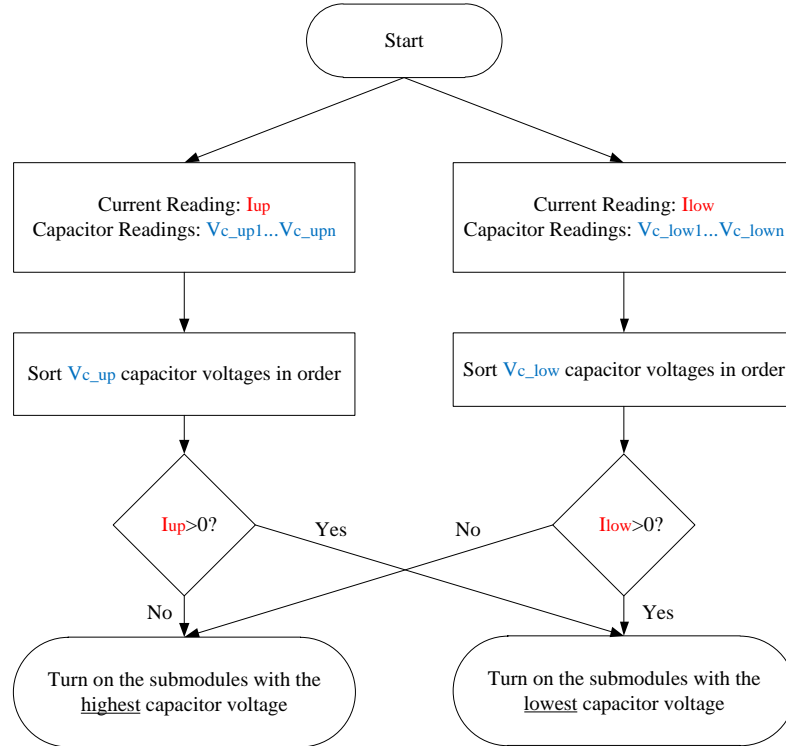 Start
Current Reading: Iup
Capacitor Readings: Vc_up1...Vc_upn
Current Reading: Ilow
Capacitor Readings: Vc_low1...Vc_lown
Sort Vc_up capacitor voltages in order
Sort Vc_low capacitor voltages in order
Iup>0?
Yes
No
Ilow>0?
No
Yes
Turn on the submodules with the
highest capacitor voltage
Turn on the submodules with the
lowest capacitor voltage